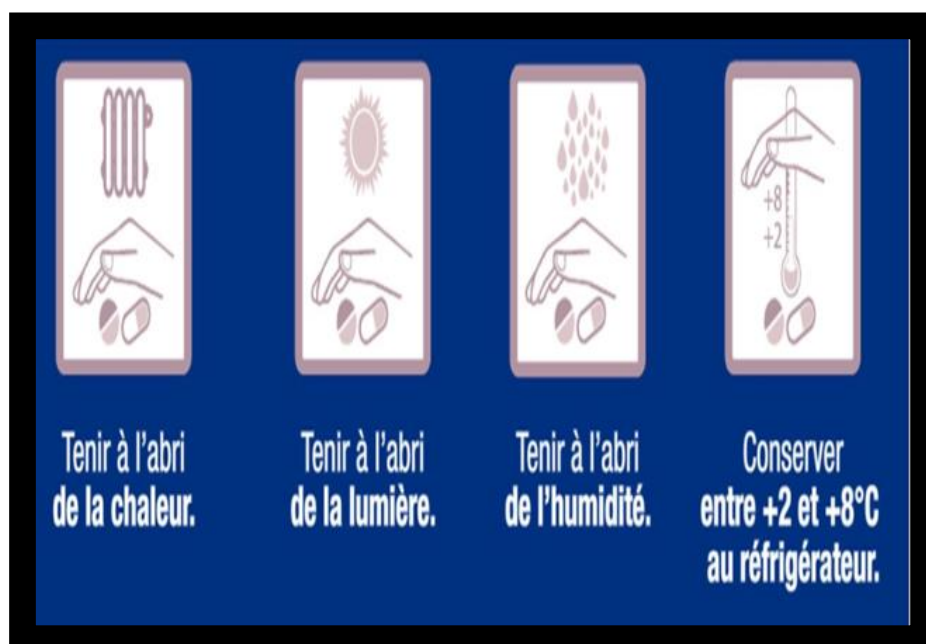 +8
+2
Tenir à l'abri
de la chaleur.
Tenir à l'abri
de la lumière.
Tenir à l'abri
de l'humidité.
Conserver
entre +2 et +8°C
au réfrigérateur.